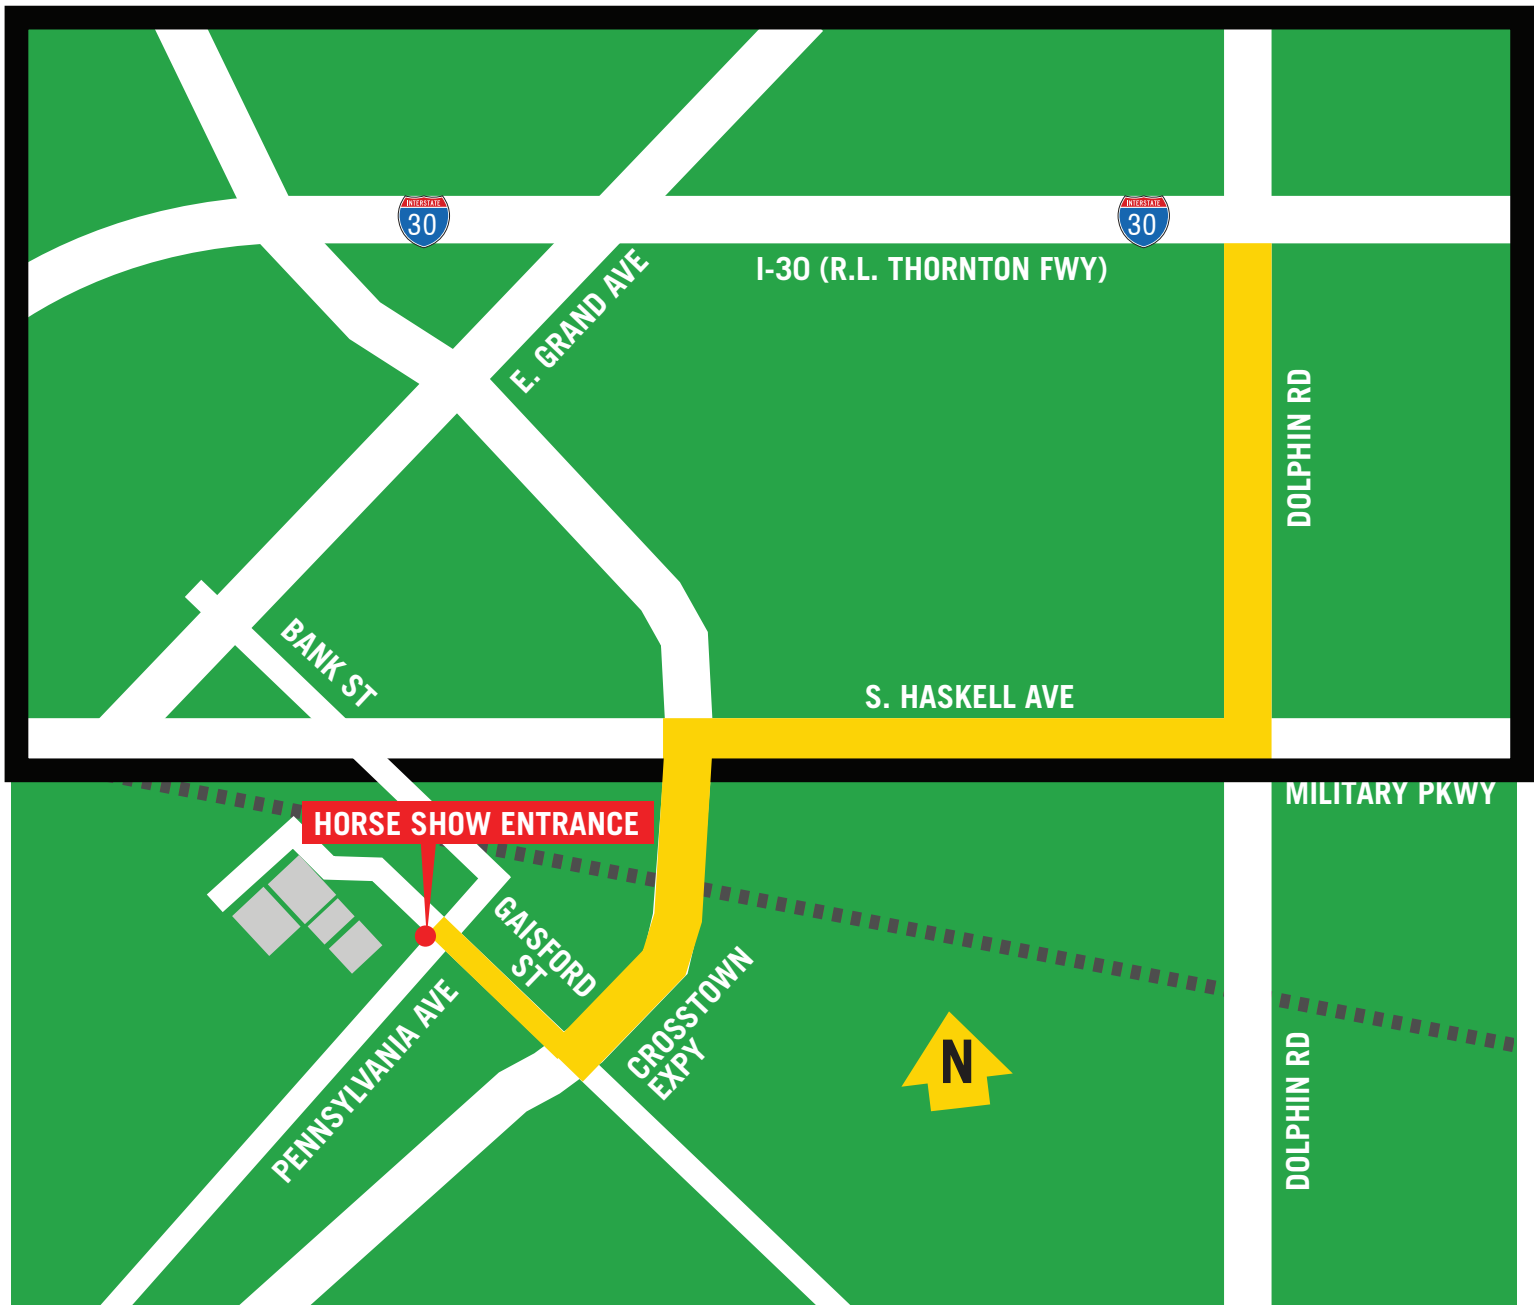 INTERSTATE
30
INTERSTATE
30
I-30 (R.L. THORNTON FWY)
E. GRAND AVE
DOLPHIN RD
BANK ST
S. HASKELL AVE
MILITARY PKWY
HORSE SHOW ENTRANCE
GAISFORD
ST
CROSSTOWN
EXPY
PENNSYLVANIA AVE
N
DOLPHIN RD